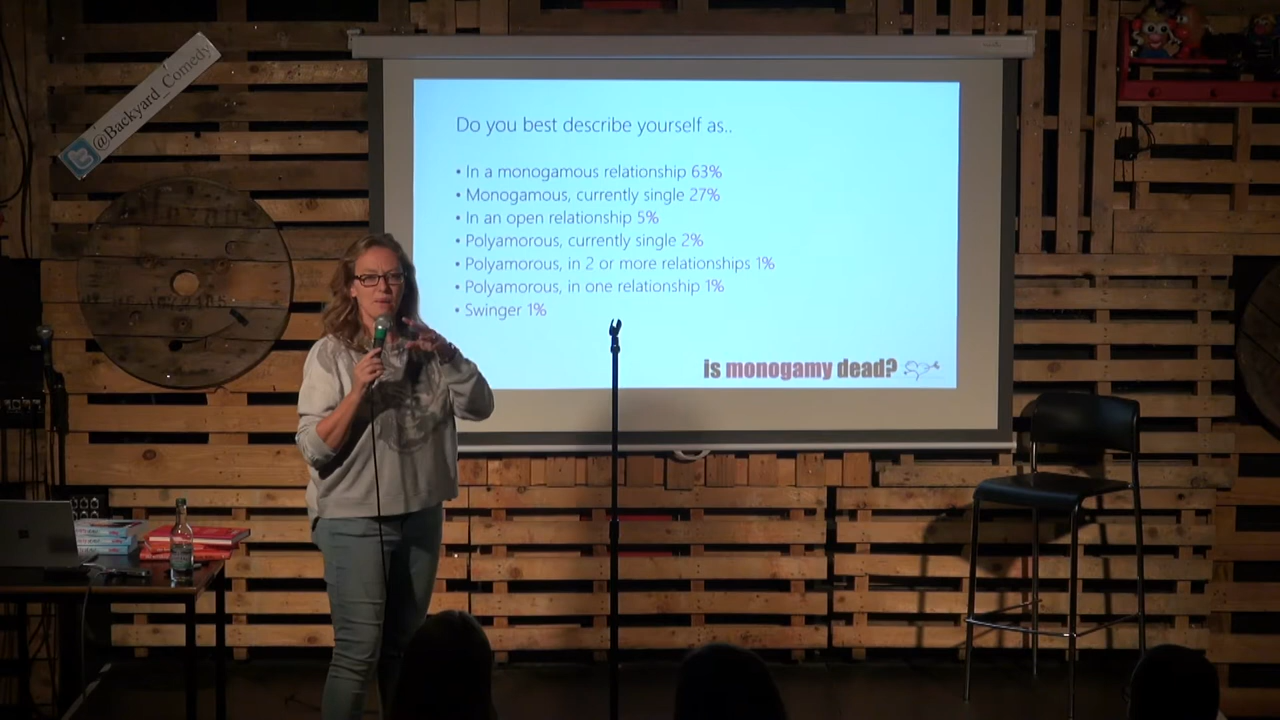 @Backyard_Comedy
Do you best describe yourself as..
• In a monogamous relationship 63%
• Monogamous, currently single 27%
• In an open relationship 5%
• Polyamorous, currently single 2%
• Polyamorous, in 2 or more relationships 1%
• Polyamorous, in one relationship 1%
• Swinger 1%
is monogamy dead?